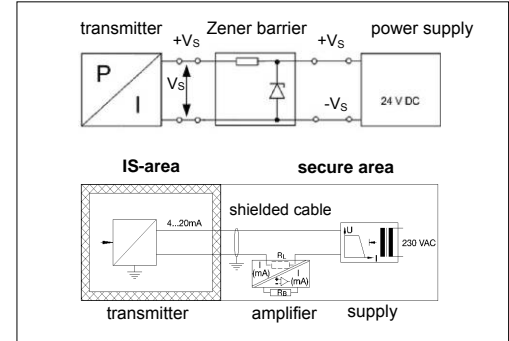 transmitter Zener barrier power supply
+Vs +Vs
P
I
Vs
-Vs
24 V DC
IS-area secure area
4...20mA
shielded cable
U
I
230 VAC
RL
I (mA)
I (mA)
RB
transmitter amplifier supply